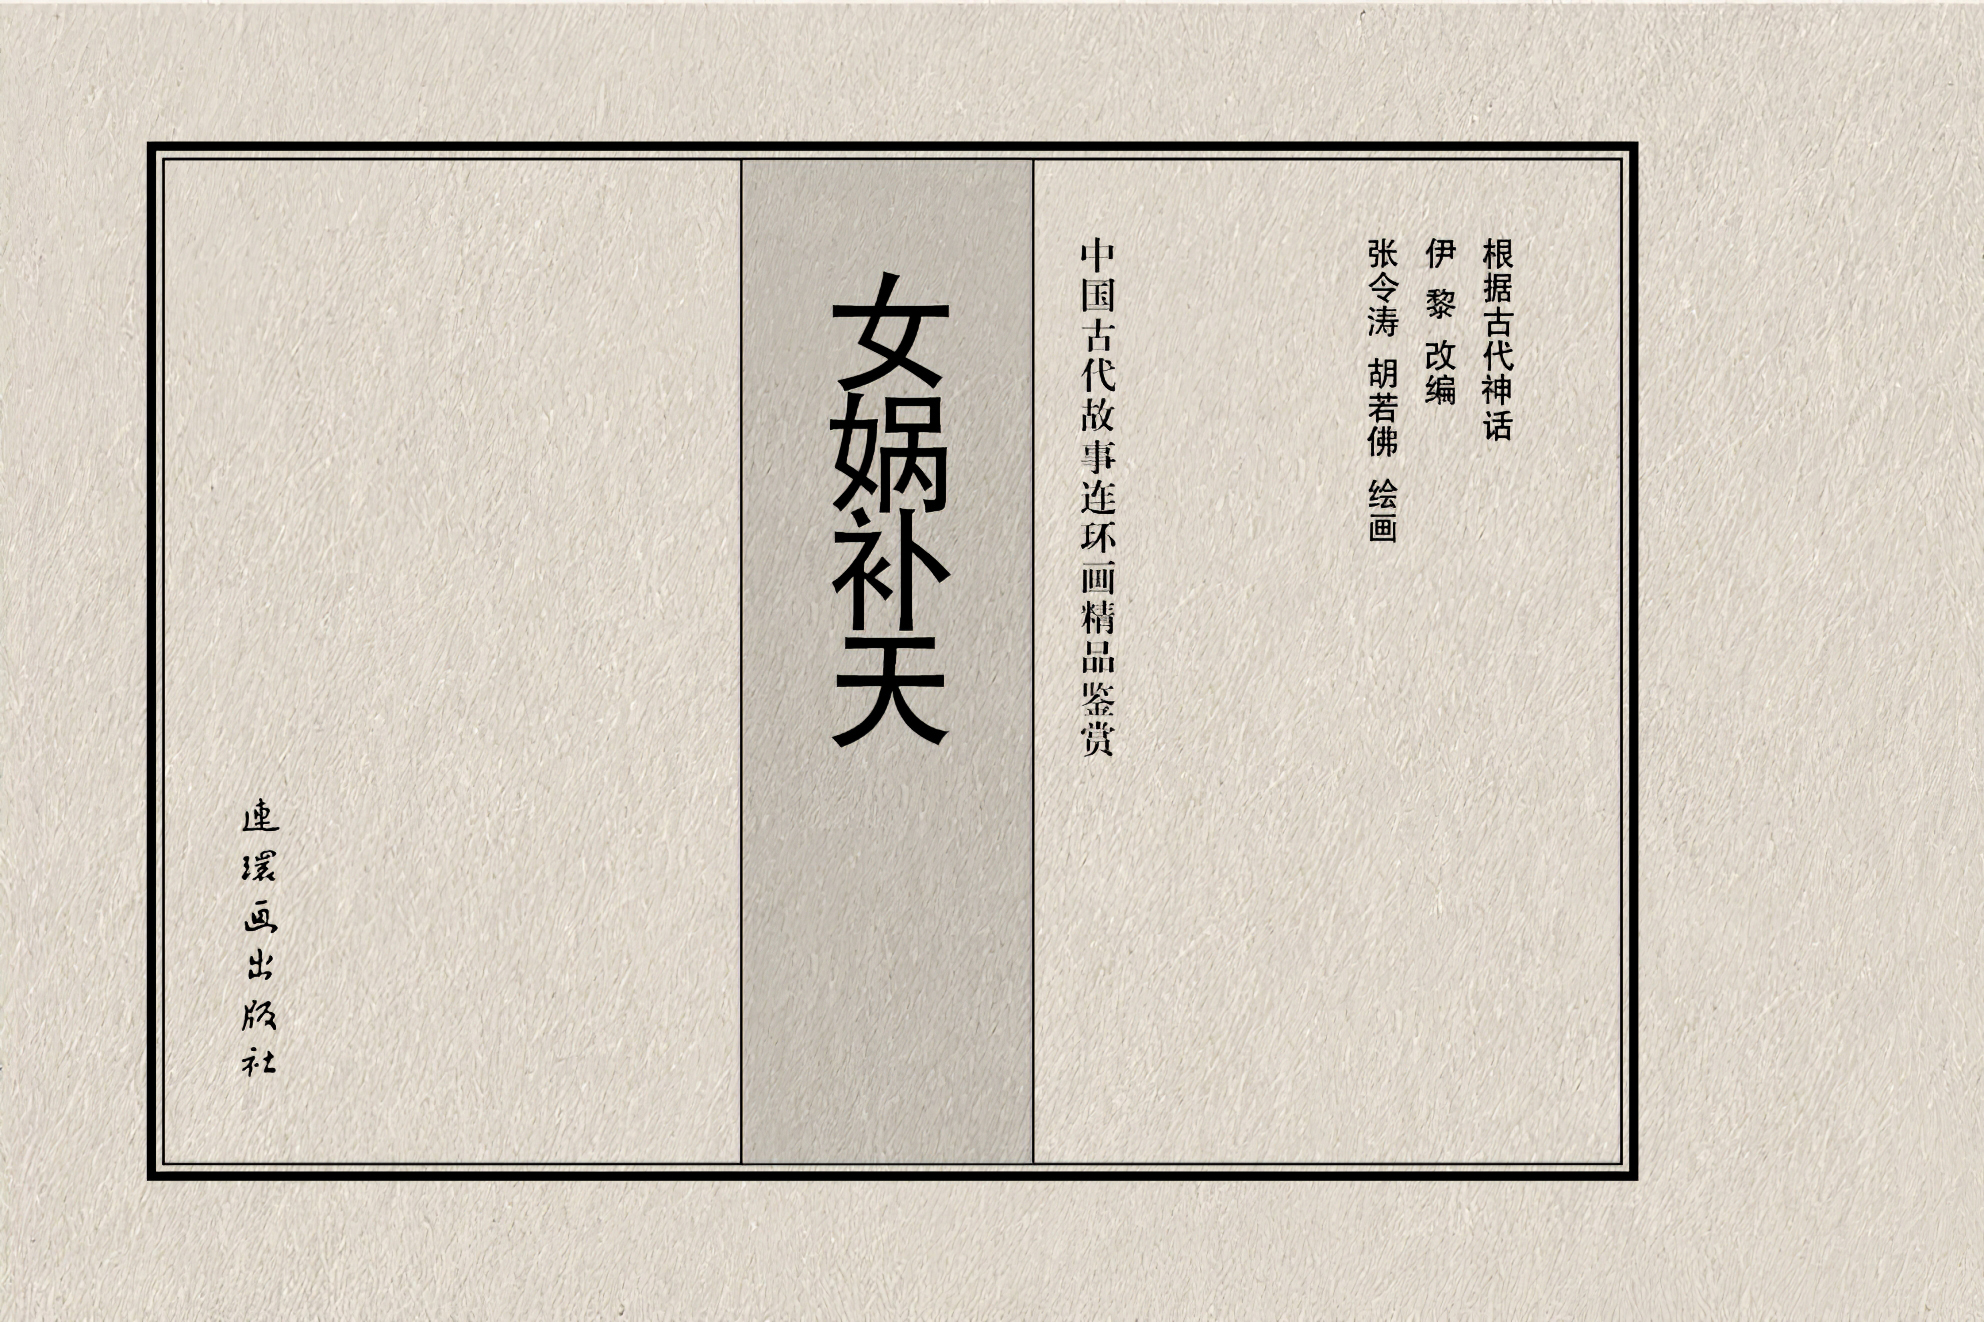 根据古代神话
伊 黎 改编
张令涛 胡若佛 绘画
中国古代故事连环画精品鉴赏
女娲补天
連環画出版社